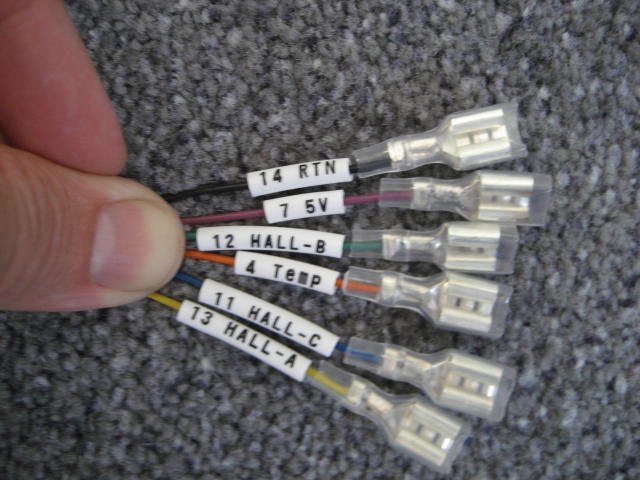 14 RTN
7 5V
12 HALL-B
4 Temp
11 HALL-C
13 HALL-A